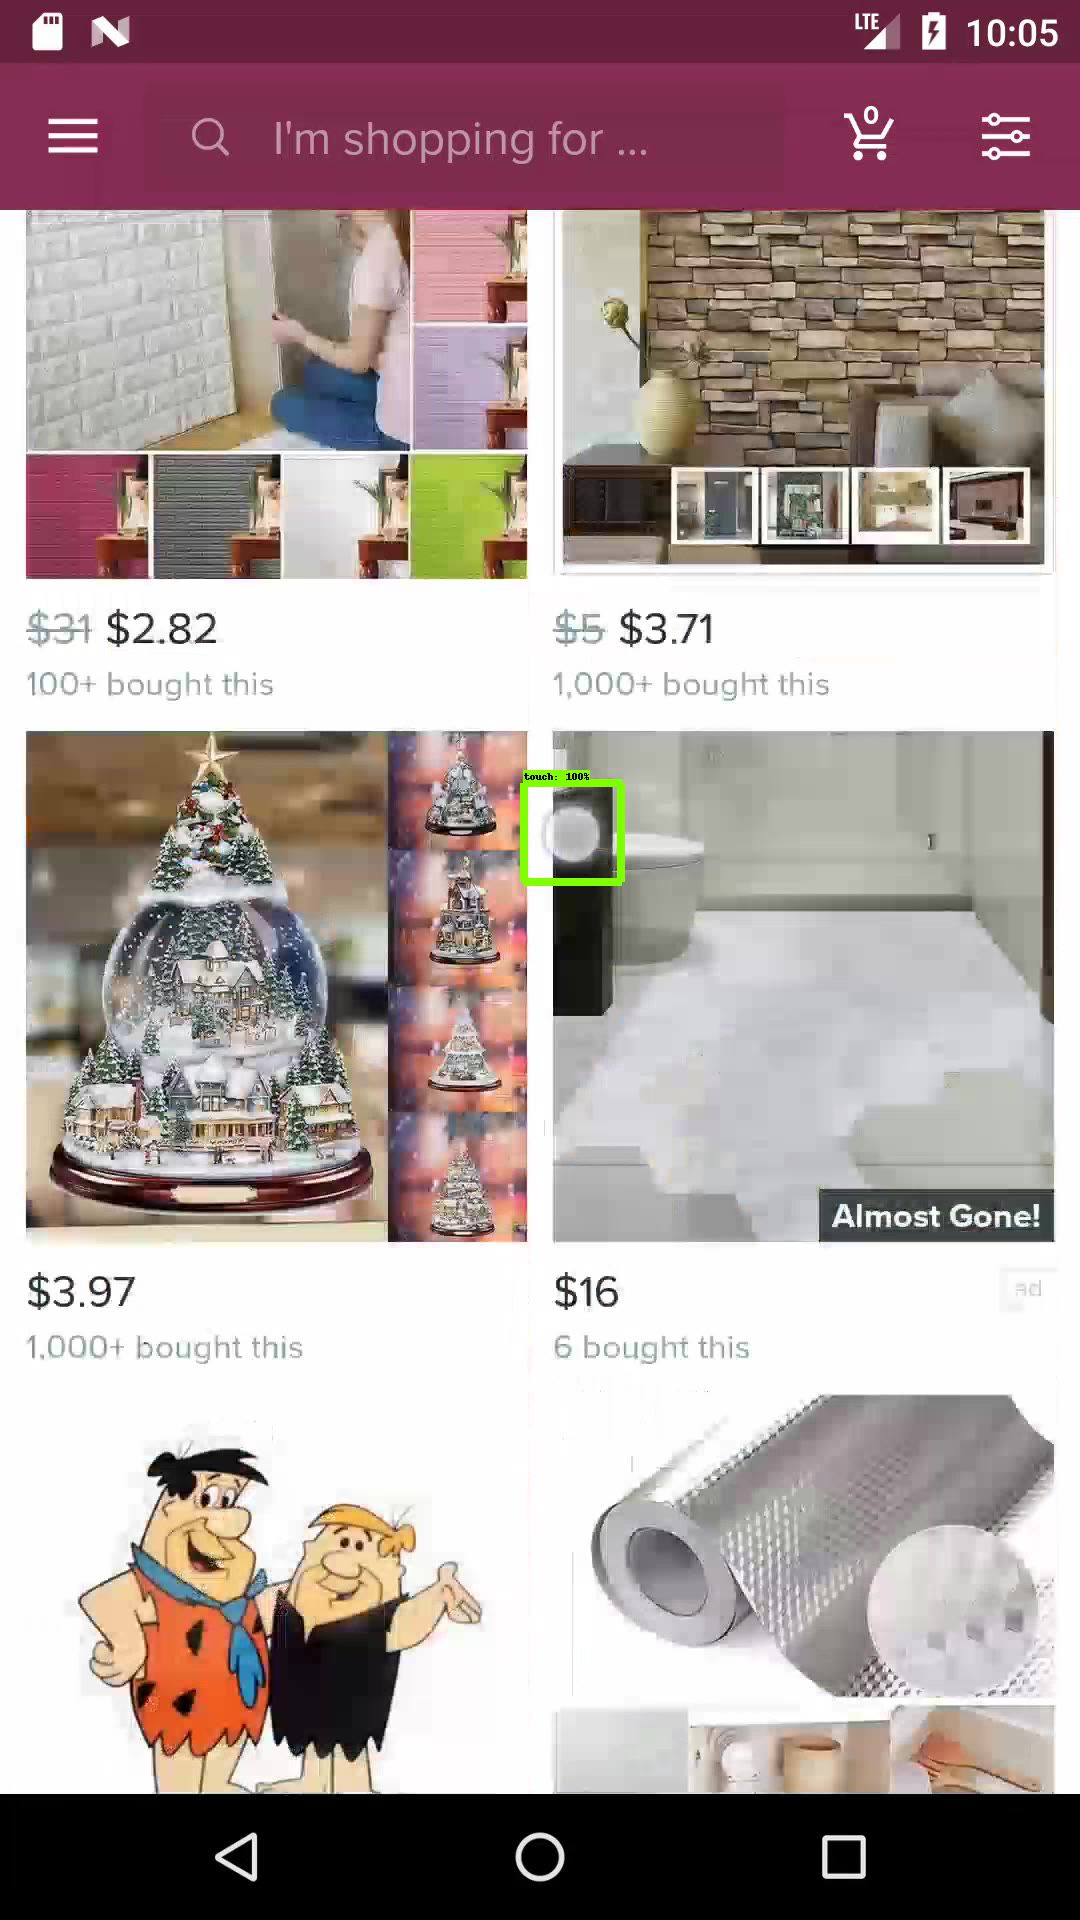 LTE 10:05
0
I'm shopping for ...
$31 $2.82
$5 $3.71
100+ bought this
1,000+ bought this
touch: 100%
Almost Gone!
$3.97
$16
ad
1,000+ bought this
6 bought this